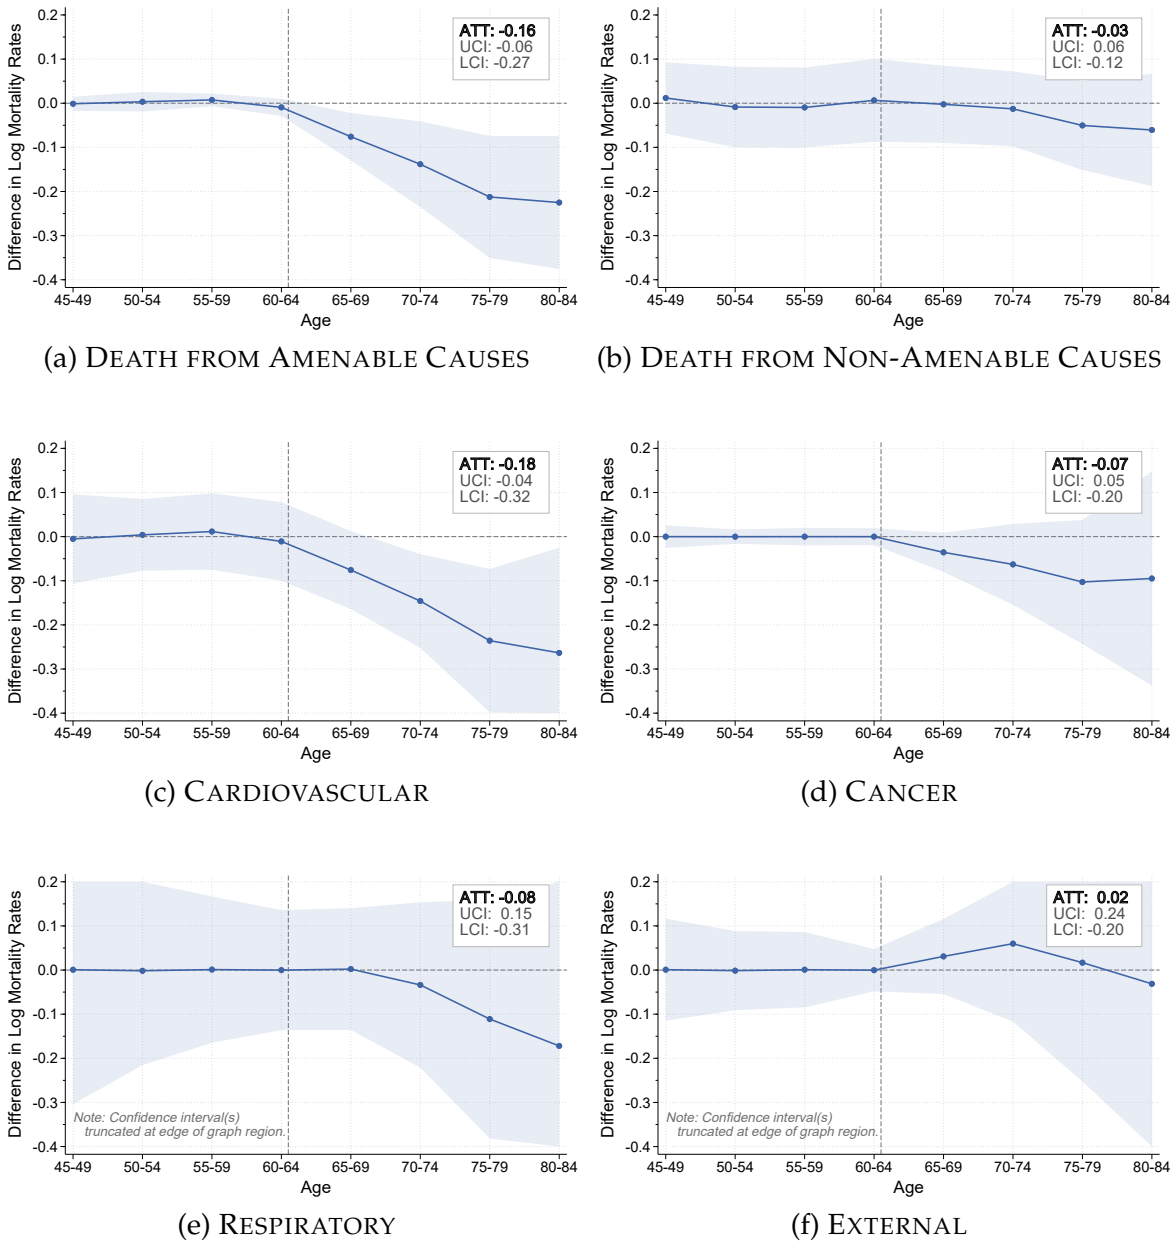 Difference in Log Mortality Rates
0.2
0.1
0.0
-0.1
-0.2
-0.3
-0.4
ATT: -0.16
UCI: -0.06
LCI: -0.27
45-49 50-54 55-59 60-64 65-69 70-74 75-79 80-84
Age
(a) DEATH FROM AMENABLE CAUSES
Difference in Log Mortality Rates
0.2
0.1
0.0
-0.1
-0.2
-0.3
-0.4
ATT: -0.03
UCI: 0.06
LCI: -0.12
45-49 50-54 55-59 60-64 65-69 70-74 75-79 80-84
Age
(b) DEATH FROM NON-AMENABLE CAUSES
Difference in Log Mortality Rates
0.2
0.1
0.0
-0.1
-0.2
-0.3
-0.4
ATT: -0.18
UCI: -0.04
LCI: -0.32
45-49 50-54 55-59 60-64 65-69 70-74 75-79 80-84
Age
(c) CARDIOVASCULAR
Difference in Log Mortality Rates
0.2
0.1
0.0
-0.1
-0.2
-0.3
-0.4
ATT: -0.07
UCI: 0.05
LCI: -0.20
45-49 50-54 55-59 60-64 65-69 70-74 75-79 80-84
Age
(d) CANCER
Difference in Log Mortality Rates
0.2
0.1
0.0
-0.1
-0.2
-0.3
-0.4
ATT: -0.08
UCI: 0.15
LCI: -0.31
Note: Confidence interval(s)
truncated at edge of graph region.
45-49 50-54 55-59 60-64 65-69 70-74 75-79 80-84
Age
(e) RESPIRATORY
Difference in Log Mortality Rates
0.2
0.1
0.0
-0.1
-0.2
-0.3
-0.4
ATT: 0.02
UCI: 0.24
LCI: -0.20
Note: Confidence interval(s)
truncated at edge of graph region.
45-49 50-54 55-59 60-64 65-69 70-74 75-79 80-84
Age
(f) EXTERNAL